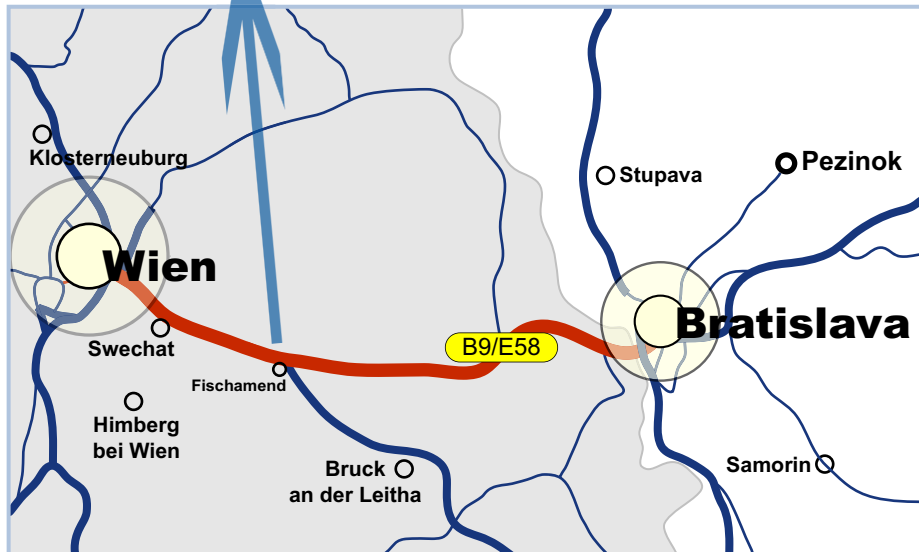 Klosterneuburg
Pezinok
Stupava
Wien
Bratislava
Swechat
B9/E58
Fischamend
Himberg
bei Wien
Bruck
an der Leitha
Samorin